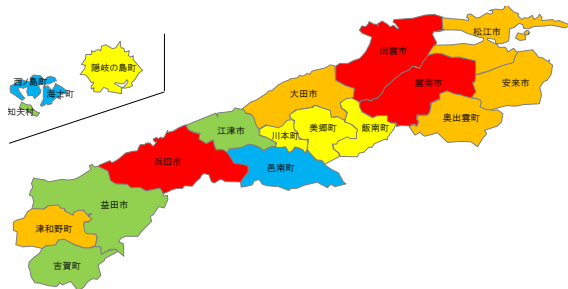 松江市
出雲市
隠岐の島町
西ノ島町
海士町
知夫村
雲南市
安来市
大田市
奥出雲町
江津市
川本町
美郷町
飯南町
浜田市
邑南町
益田市
津和野町
吉賀町